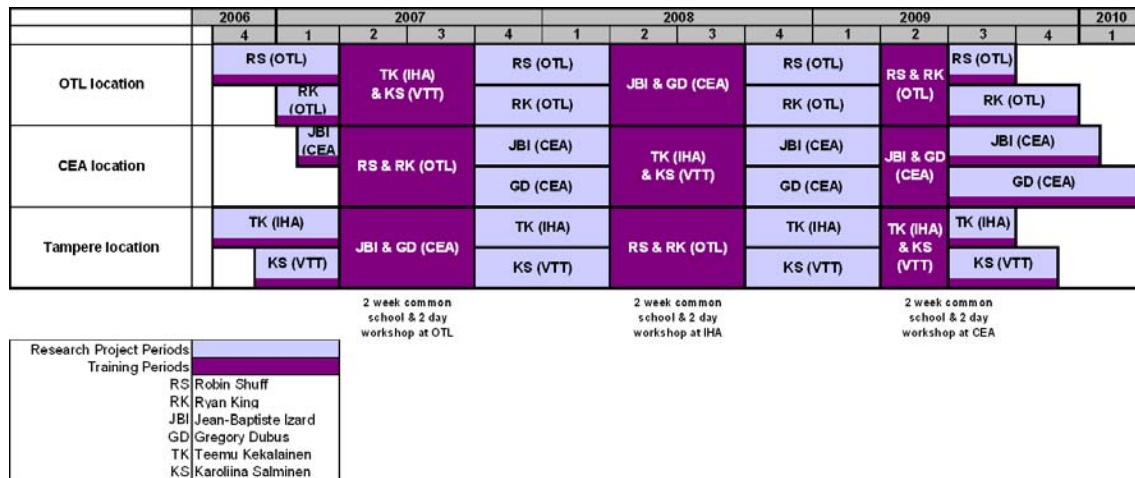 2006 2007 2008 2009 2010
4 1 2 3 4 1 2 3 4 1 2 3 4 1
OTL location
RS (OTL)
RK
(OTL)
TK (IHA)
& KS (VTT)
RS (OTL)
RK (OTL)
JBI & GD (CEA)
RS (OTL)
RK (OTL)
RS & RK
(OTL)
RS (OTL)
RK (OTL)
CEA location
JBI
(CEA
RS & RK (OTL)
JBI (CEA)
GD (CEA)
TK (IHA)
& KS (VTT)
JBI (CEA)
GD (CEA)
JBI & GD
(CEA)
JBI (CEA)
GD (CEA)
Tampere location
TK (IHA)
KS (VTT)
JBI & GD (CEA)
TK (IHA)
KS (VTT)
RS & RK (OTL)
TK (IHA)
KS (VTT)
TK (IHA)
& KS
(VTT)
TK (IHA)
KS (VTT)
2 week common
school & 2 day
workshop at OTL
2 week common
school & 2 day
workshop at IHA
2 week common
school & 2 day
workshop at CEA
Research Project Periods
Training Periods
RS Robin Shuff
RK Ryan King
JBI Jean-Baptiste Izard
GD Gregory Dubus
TK Teemu Kekalainen
KS Karoliina Salminen